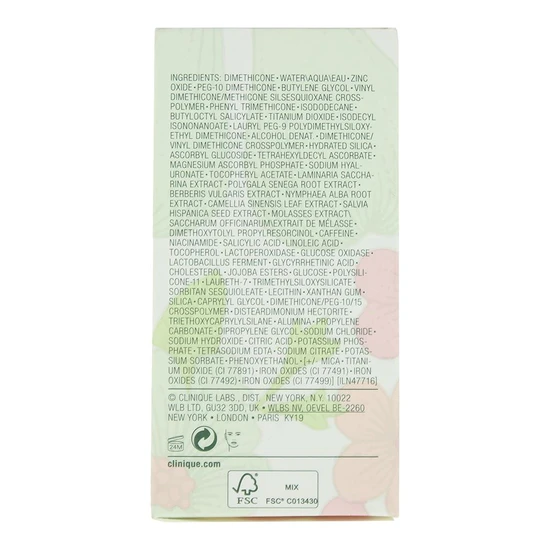 INGREDIENTS: DIMETHICONE • WATER\AQUA\EAU • ZINC
OXIDE • PEG-10 DIMETHICONE • BUTYLENE GLYCOL • VINYL
DIMETHICONE/METHICONE SILSESQUIOXANE CROSS-
POLYMER • PHENYL TRIMETHICONE • ISODODECANE •
BUTYLOCTYL SALICYLATE • TITANIUM DIOXIDE • ISODECYL
ISONONANOATE • LAURYL PEG-9 POLYDIMETHYLSILOXY-
ETHYL DIMETHICONE • ALCOHOL DENAT. • DIMETHICONE/
VINYL DIMETHICONE CROSSPOLYMER • HYDRATED SILICA •
ASCORBYL GLUCOSIDE • TETRAHEXYLDECYL ASCORBATE •
MAGNESIUM ASCORBYL PHOSPHATE • SODIUM HYAL-
URONATE • TOCOPHERYL ACETATE • LAMINARIA SACCHA-
RINA EXTRACT • POLYGALA SENEGA ROOT EXTRACT •
BERBERIS VULGARIS EXTRACT • NYMPHAEA ALBA ROOT
EXTRACT • CAMELLIA SINENSIS LEAF EXTRACT • SALVIA
HISPANICA SEED EXTRACT • MOLASSES EXTRACT\
SACCHARUM OFFICINARUM\EXTRAIT DE MÉLASSE •
DIMETHOXYTOLYL PROPYLRESORCINOL • CAFFEINE •
NIACINAMIDE • SALICYLIC ACID • LINOLEIC ACID •
TOCOPHEROL • LACTOPEROXIDASE • GLUCOSE OXIDASE •
LACTOBACILLUS FERMENT • GLYCYRRHETINIC ACID •
CHOLESTEROL • JOJOBA ESTERS • GLUCOSE • POLYSILI-
CONE-11 • LAURETH-7 • TRIMETHYLSILOXYSILICATE •
SORBITAN SESQUIOLEATE • LECITHIN • XANTHAN GUM •
SILICA • CAPRYLYL GLYCOL • DIMETHICONE/PEG-10/15
CROSSPOLYMER • DISTEARDIMONIUM HECTORITE •
TRIETHOXYCAPRYLYLSILANE • ALUMINA • PROPYLENE
CARBONATE • DIPROPYLENE GLYCOL • SODIUM CHLORIDE •
SODIUM HYDROXIDE • CITRIC ACID • POTASSIUM PHOS-
PHATE • TETRASODIUM EDTA • SODIUM CITRATE • POTAS-
SIUM SORBATE • PHENOXYETHANOL • [+/- MICA • TITANI-
UM DIOXIDE (CI 77891) • IRON OXIDES (CI 77491) • IRON
OXIDES (CI 77492) • IRON OXIDES (CI 77499)] [ILN47716]
© CLINIQUE LABS., DIST. NEW YORK, N.Y. 10022
WLB LTD, GU32 3DD, UK • WLBS NV, OEVEL BE-2260
NEW YORK • LONDON • PARIS KY19
24M
clinique.com
FSC
MIX
FSC® C013430